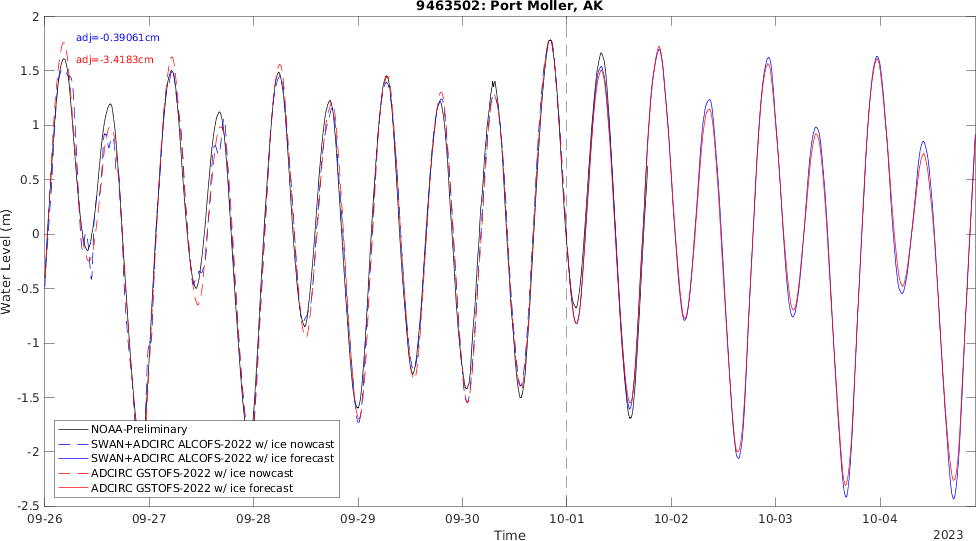 9463502: Port Moller, AK
adj=-0.39061cm
adj=-3.4183cm
Water Level (m)
2
1.5
1
0.5
0
-0.5
-1
-1.5
-2
-2.5
NOAA-Preliminary
SWAN+ADCIRC ALCOFS-2022 w/ ice nowcast
SWAN+ADCIRC ALCOFS-2022 w/ ice forecast
ADCIRC GSTOFS-2022 w/ ice nowcast
ADCIRC GSTOFS-2022 w/ ice forecast
09-26 09-27 09-28 09-29 09-30 10-01 10-02 10-03 10-04
Time
2023